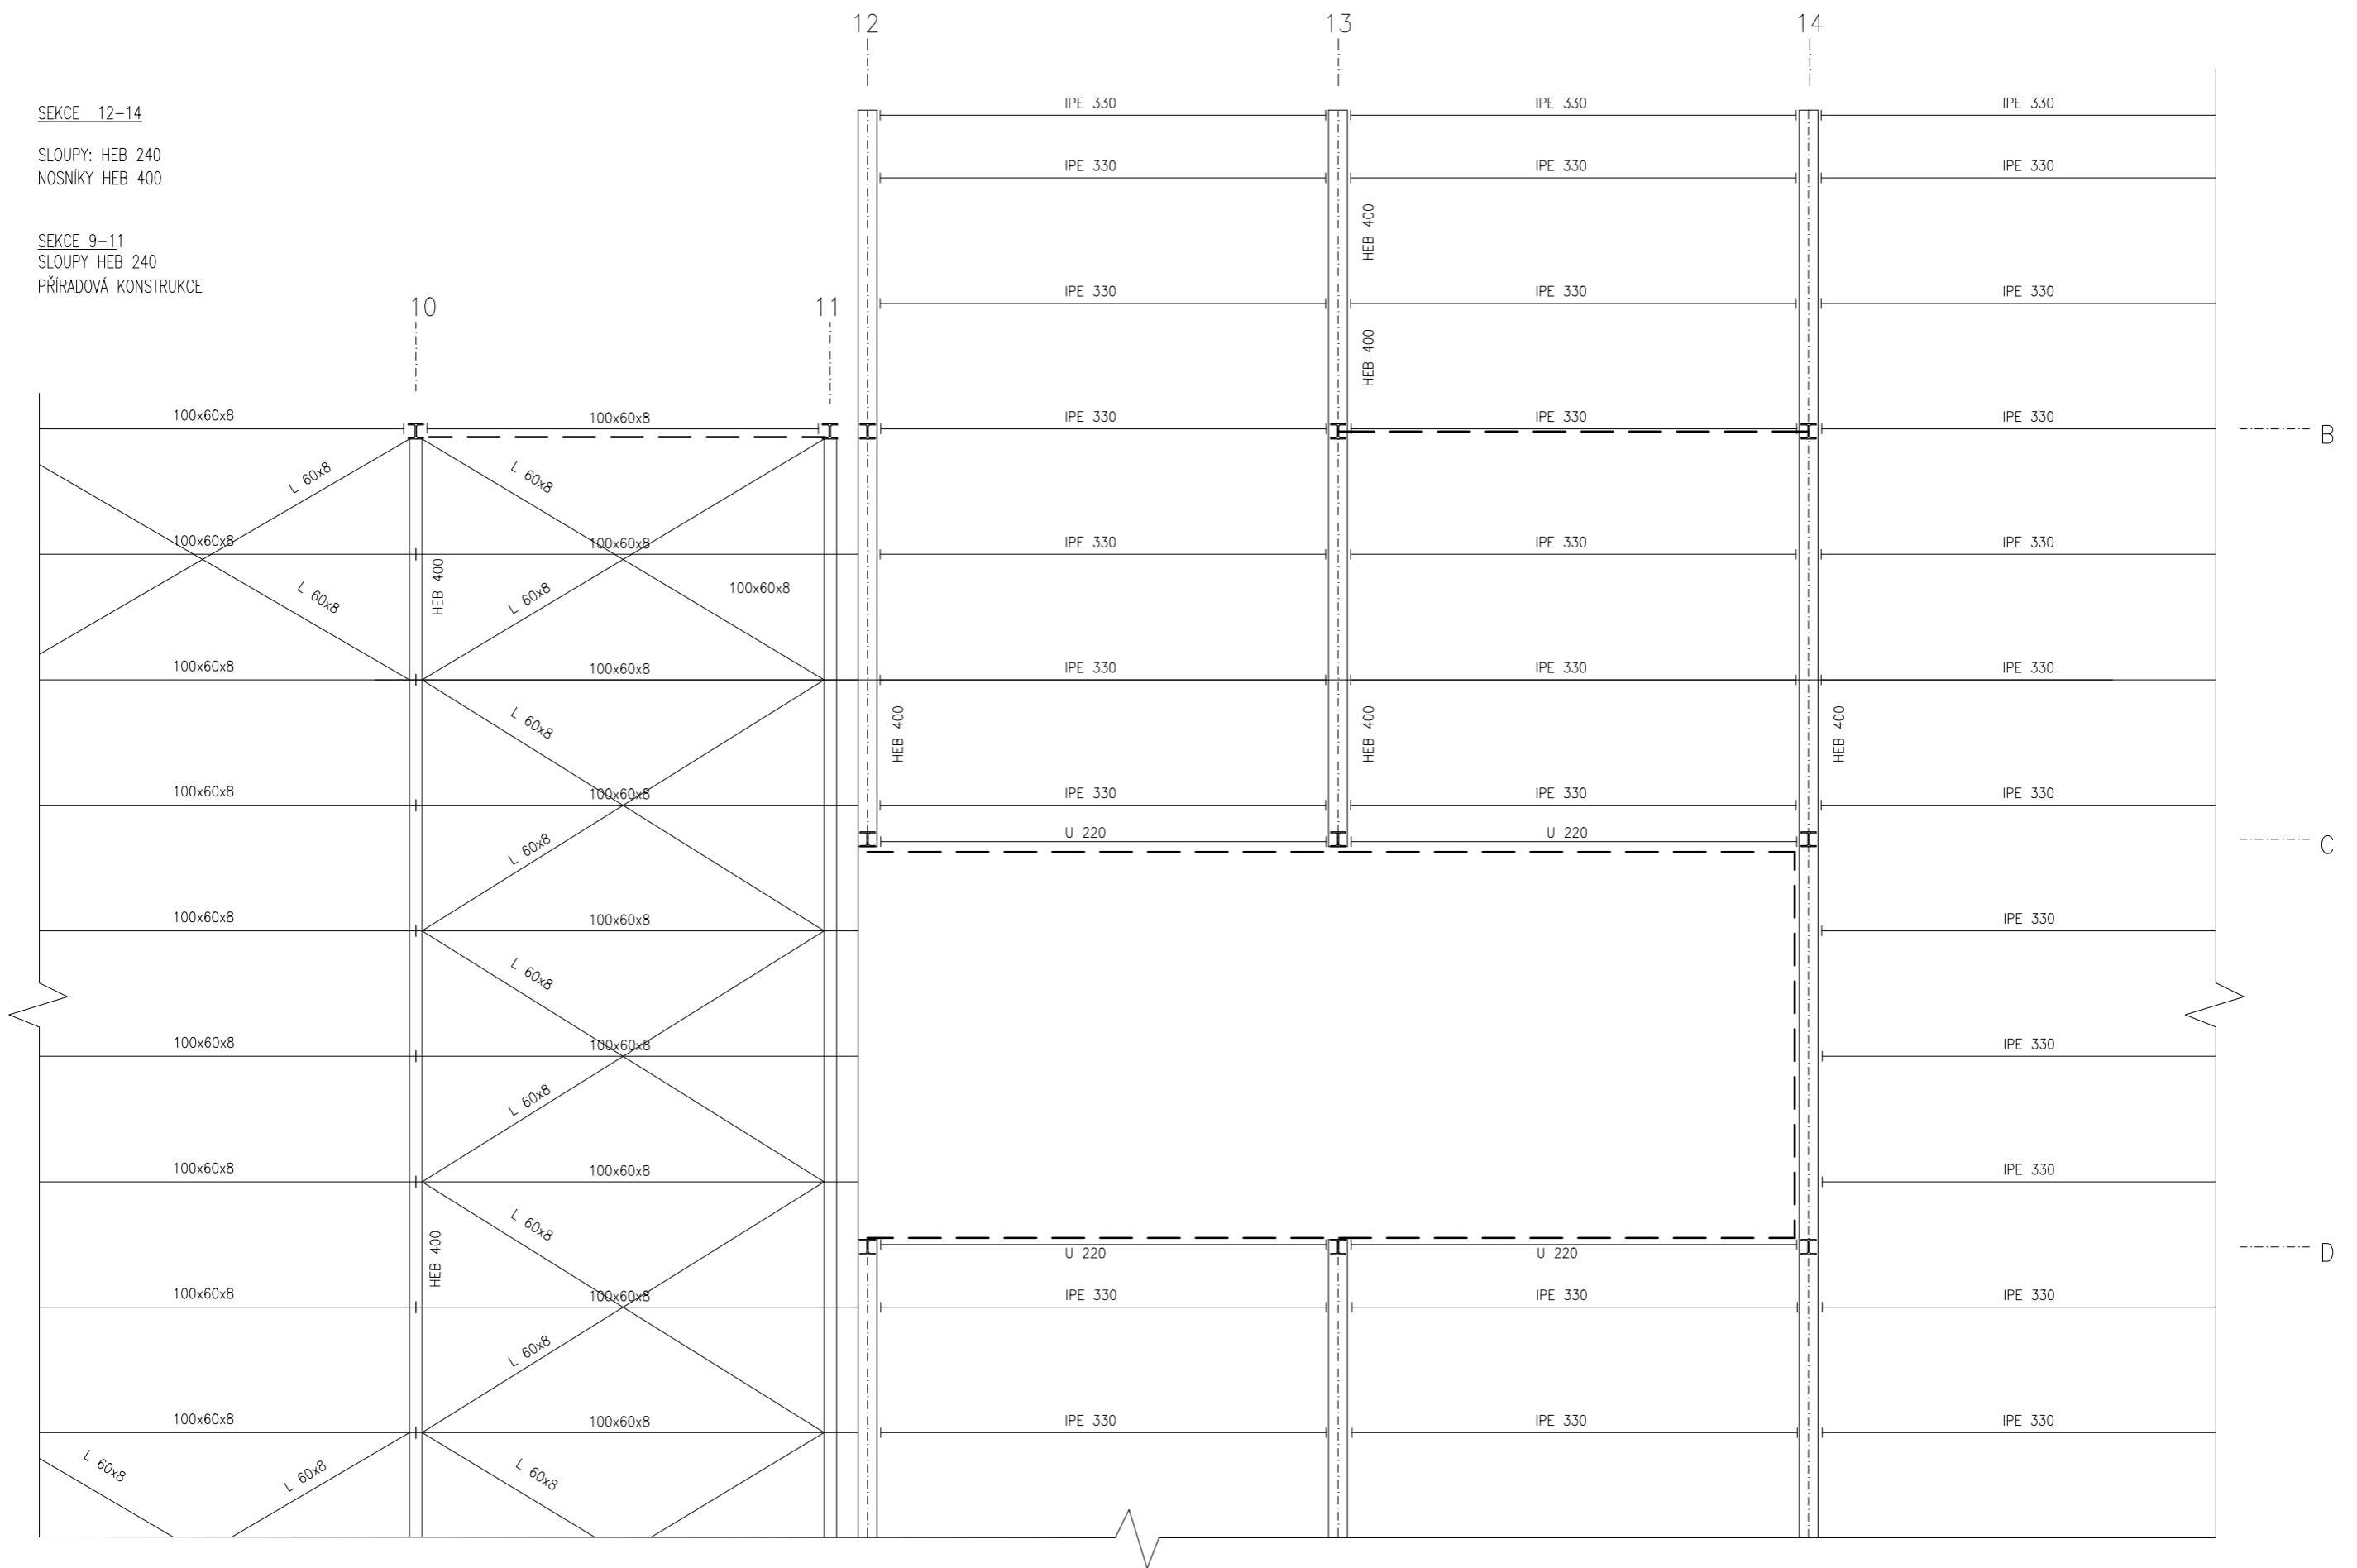 12 13 14
IPE 330 IPE 330 IPE 330
SEKCE 12-14
SLOUPY: HEB 240
NOSNÍKY HEB 400
IPE 330 IPE 330 IPE 330
HEB 400
SEKCE 9-11
SLOUPY HEB 240
PŘÍRADOVÁ KONSTRUKCE
IPE 330 IPE 330 IPE 330
10 11
HEB 400
100x60x8 100x60x8 IPE 330 IPE 330 IPE 330
B
L 60x8 L 60x8
100x60x8 100x60x8 IPE 330 IPE 330 IPE 330
L 60x8 HEB 400 L 60x8 100x60x8
100x60x8 100x60x8 IPE 330 IPE 330 IPE 330
L 60x8 HEB 400 HEB 400 HEB 400
100x60x8 100x60x8 IPE 330 IPE 330 IPE 330
L 60x8 U 220 U 220 C
100x60x8 100x60x8 IPE 330
L 60x8
100x60x8 100x60x8 IPE 330
L 60x8
100x60x8 100x60x8 IPE 330
L 60x8
HEB 400 U 220 U 220 D
100x60x8 100x60x8 IPE 330 IPE 330 IPE 330
L 60x8
100x60x8 100x60x8 IPE 330 IPE 330 IPE 330
L 60x8 L 60x8 L 60x8